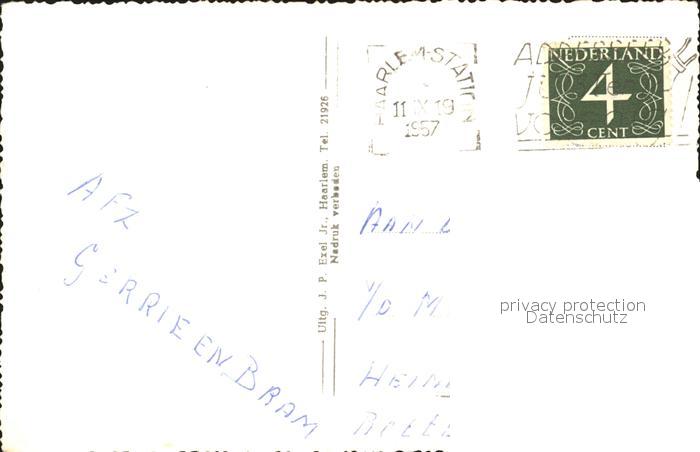 HAARLEM-STATION
11 IX 19
1957
NEDERLAND
4
CENT
Uitg. J. P. Exel Jr., Haarlem. Tel. 21926
Nadruk verboden
AFZ
GERRIE EN BRAM
AAN
privacy protection
Datenschutz